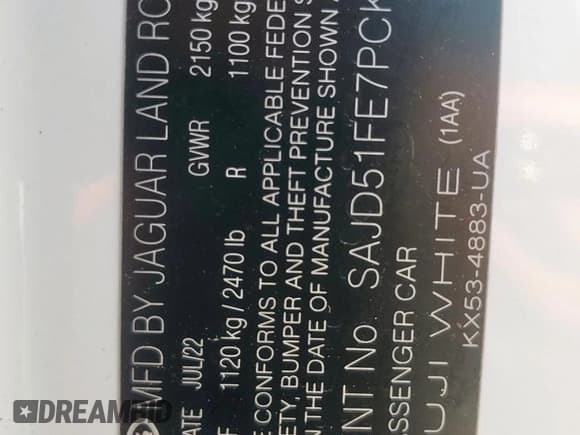 MFD BY JAGUAR LAND RO
ATE JUL/22 GVWR 2150 kg
F 1120 kg / 2470 lb R 1100 kg
E CONFORMS TO ALL APPLICABLE FEDE
ETY, BUMPER AND THEFT PREVENTION S
N THE DATE OF MANUFACTURE SHOWN A
NT No. SAJD51FE7PCK
SSENGER CAR
UJI WHITE (1AA)
KX53-4883-UA
DREAMBID